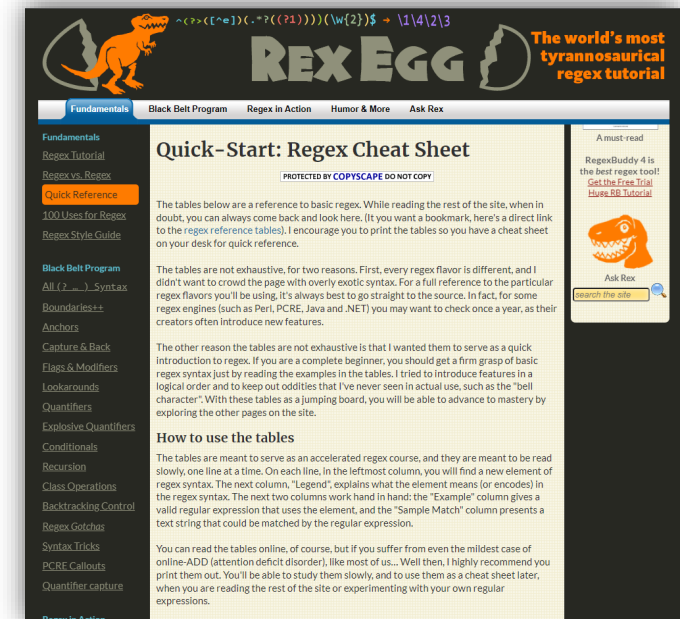 ^(?>([^e])(.*?((?1))))(\w{2})$ → \1\4\2\3
REX EGG
The world's most
tyrannosaurical
regex tutorial
Fundamentals Black Belt Program Regex in Action Humor & More Ask Rex
Fundamentals
Regex Tutorial
Regex vs. Regex
Quick Reference
100 Uses for Regex
Regex Style Guide
Black Belt Program
All (? … ) Syntax
Boundaries++
Anchors
Capture & Back
Flags & Modifiers
Lookarounds
Quantifiers
Explosive Quantifiers
Conditionals
Recursion
Class Operations
Backtracking Control
Regex Gotchas
Syntax Tricks
PCRE Callouts
Quantifier capture
Regex in Action
Quick-Start: Regex Cheat Sheet
PROTECTED BY COPYSCAPE DO NOT COPY
The tables below are a reference to basic regex. While reading the rest of the site, when in
doubt, you can always come back and look here. (It you want a bookmark, here's a direct link
to the regex reference tables). I encourage you to print the tables so you have a cheat sheet
on your desk for quick reference.
The tables are not exhaustive, for two reasons. First, every regex flavor is different, and I
didn't want to crowd the page with overly exotic syntax. For a full reference to the particular
regex flavors you'll be using, it's always best to go straight to the source. In fact, for some
regex engines (such as Perl, PCRE, Java and .NET) you may want to check once a year, as their
creators often introduce new features.
The other reason the tables are not exhaustive is that I wanted them to serve as a quick
introduction to regex. If you are a complete beginner, you should get a firm grasp of basic
regex syntax just by reading the examples in the tables. I tried to introduce features in a
logical order and to keep out oddities that I've never seen in actual use, such as the "bell
character". With these tables as a jumping board, you will be able to advance to mastery by
exploring the other pages on the site.
How to use the tables
The tables are meant to serve as an accelerated regex course, and they are meant to be read
slowly, one line at a time. On each line, in the leftmost column, you will find a new element of
regex syntax. The next column, "Legend", explains what the element means (or encodes) in
the regex syntax. The next two columns work hand in hand: the "Example" column gives a
valid regular expression that uses the element, and the "Sample Match" column presents a
text string that could be matched by the regular expression.
You can read the tables online, of course, but if you suffer from even the mildest case of
online-ADD (attention deficit disorder), like most of us… Well then, I highly recommend you
print them out. You'll be able to study them slowly, and to use them as a cheat sheet later,
when you are reading the rest of the site or experimenting with your own regular
expressions.
A must-read
RegexBuddy 4 is
the best regex tool!
Get the Free Trial
Huge RB Tutorial
Ask Rex
search the site